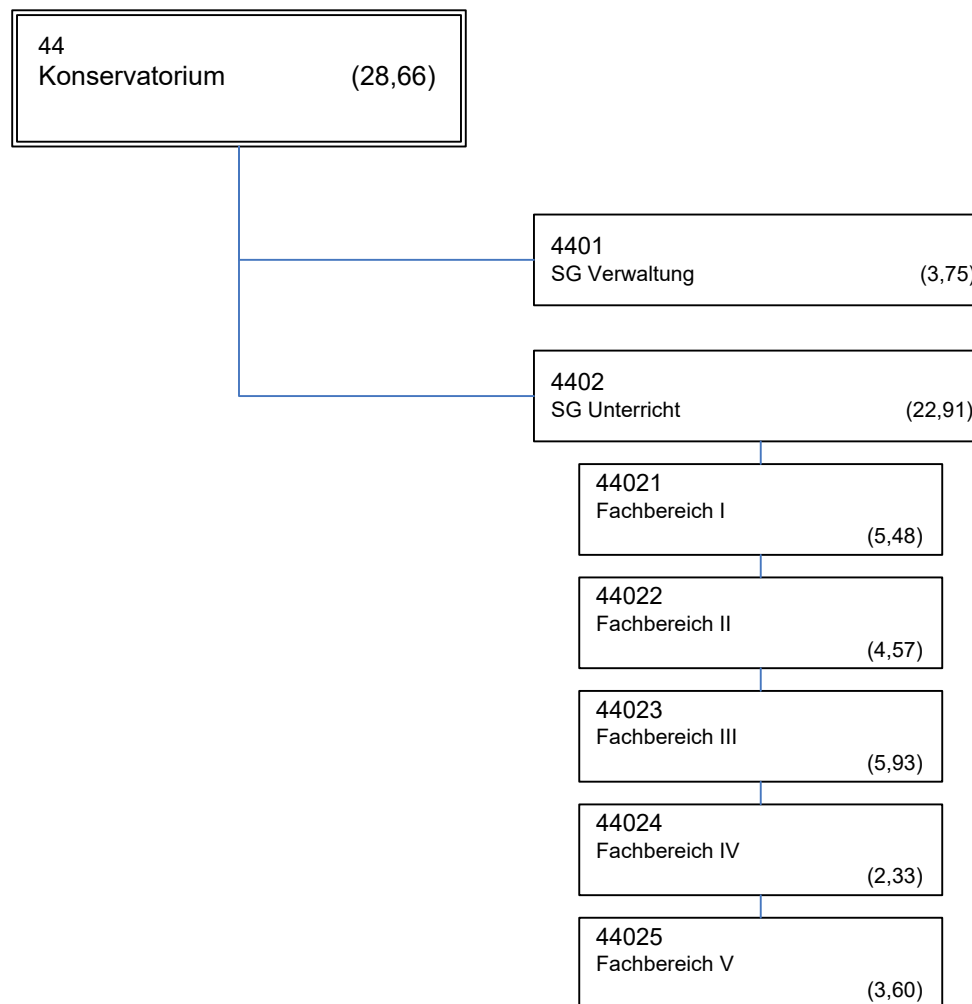 44
Konservatorium (28,66)
4401
SG Verwaltung (3,75)
4402
SG Unterricht (22,91)
44021
Fachbereich I
(5,48)
44022
Fachbereich II
(4,57)
44023
Fachbereich III
(5,93)
44024
Fachbereich IV
(2,33)
44025
Fachbereich V
(3,60)